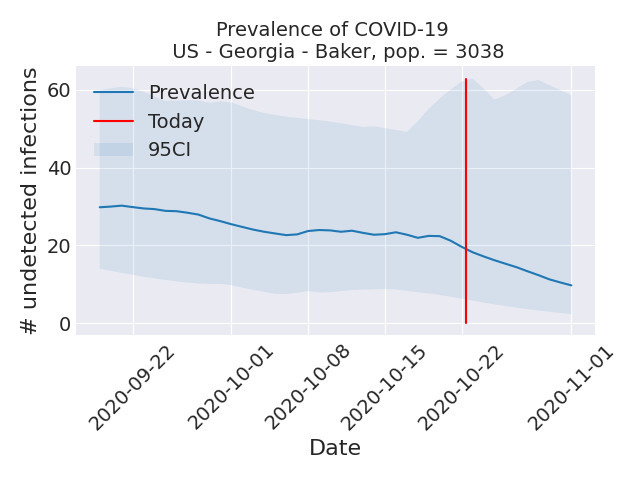 Prevalence of COVID-19
US - Georgia - Baker, pop. = 3038
# undetected infections
60
40
20
0
Prevalence
Today
95CI
2020-09-22
2020-10-01
2020-10-08
2020-10-15
2020-10-22
2020-11-01
Date